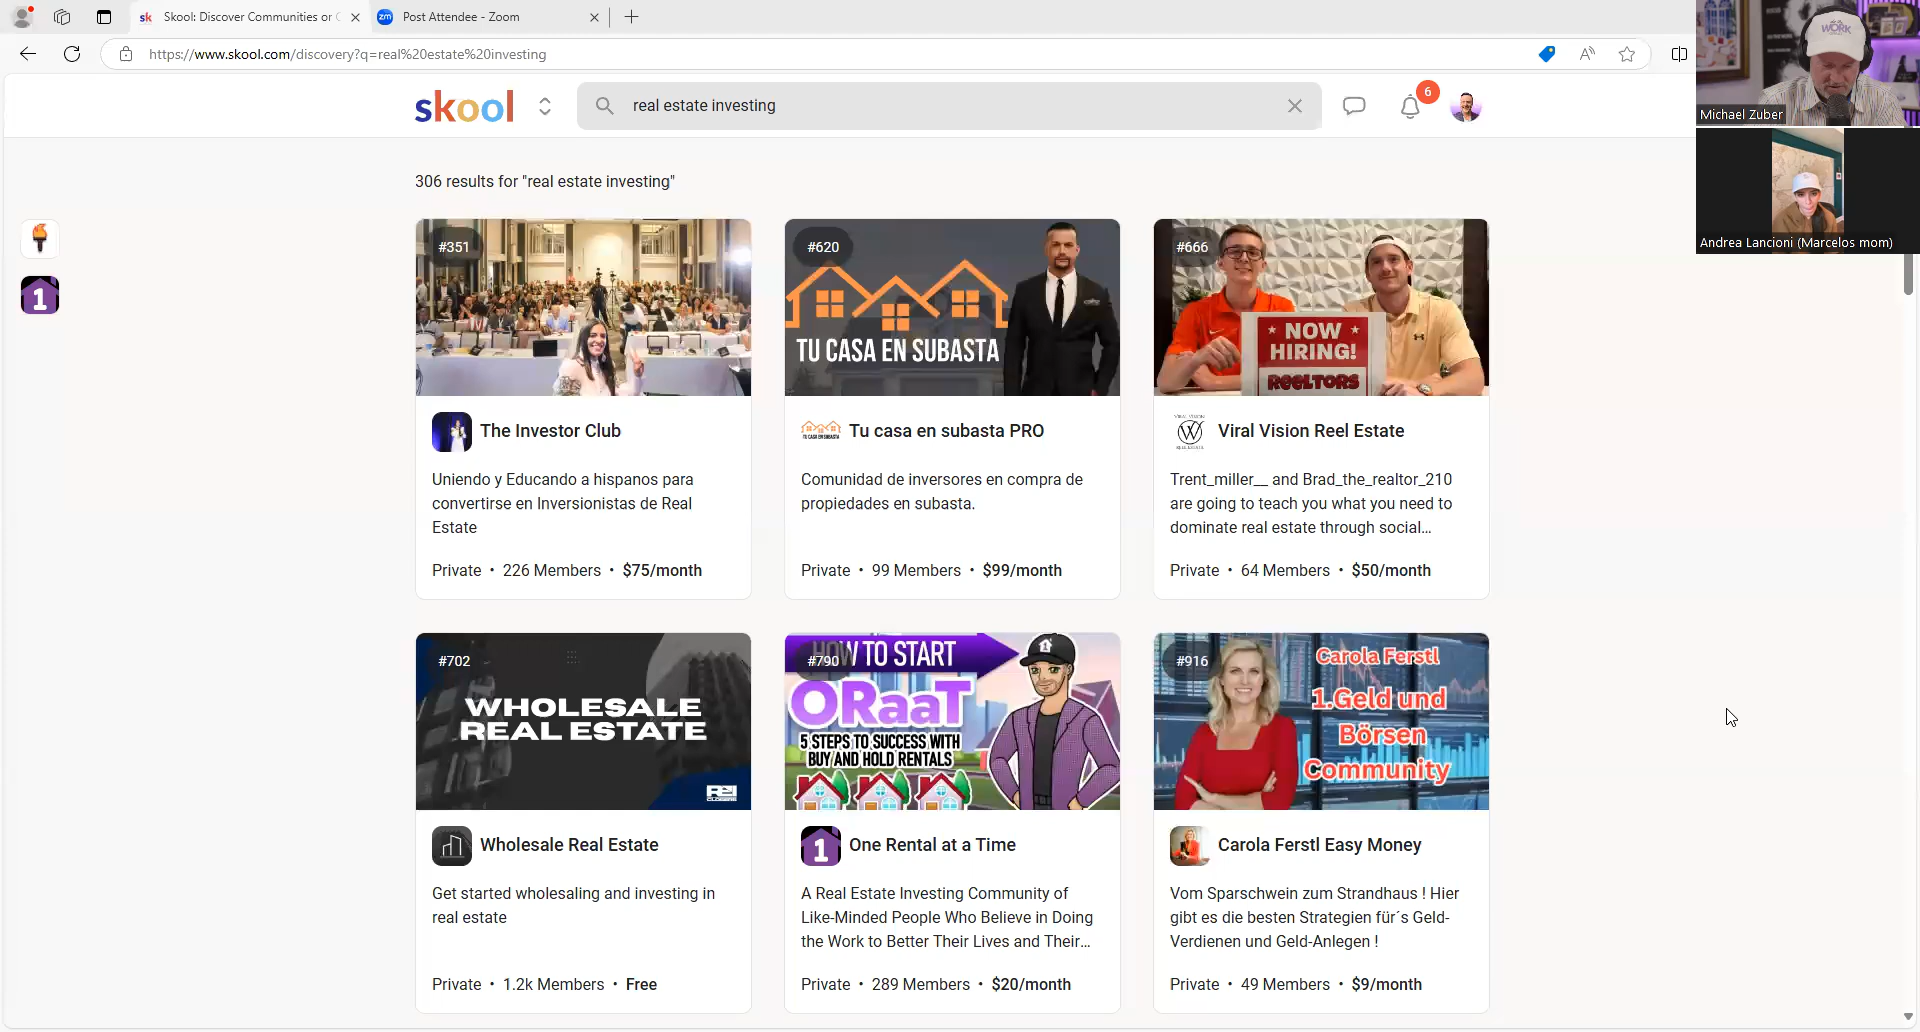 Skool: Discover Communities or C
Post Attendee - Zoom
https://www.skool.com/discovery?q=real%20estate%20investing
skool
real estate investing
6
Michael Zuber
Andrea Lancioni (Marcelos mom)
WORK
306 results for "real estate investing"
1
#351
The Investor Club
Uniendo y Educando a hispanos para
convertirse en Inversionistas de Real
Estate
Private • 226 Members • $75/month
#620
TU CASA EN SUBASTA
Tu casa en subasta PRO
Comunidad de inversores en compra de
propiedades en subasta.
Private • 99 Members • $99/month
#666
NOW
HIRING!
REELTORS
Viral Vision Reel Estate
Trent_miller__ and Brad_the_realtor_210
are going to teach you what you need to
dominate real estate through social...
Private • 64 Members • $50/month
#702
WHOLESALE
REAL ESTATE
REI
CLOSERS
Wholesale Real Estate
Get started wholesaling and investing in
real estate
Private • 1.2k Members • Free
#790
HOW TO START
ORaaT
5 STEPS TO SUCCESS WITH
BUY AND HOLD RENTALS
1
One Rental at a Time
A Real Estate Investing Community of
Like-Minded People Who Believe in Doing
the Work to Better Their Lives and Their...
Private • 289 Members • $20/month
#916
Carola Ferstl
1.Geld und
Börsen
Community
Carola Ferstl Easy Money
Vom Sparschwein zum Strandhaus ! Hier
gibt es die besten Strategien für´s Geld-
Verdienen und Geld-Anlegen !
Private • 49 Members • $9/month